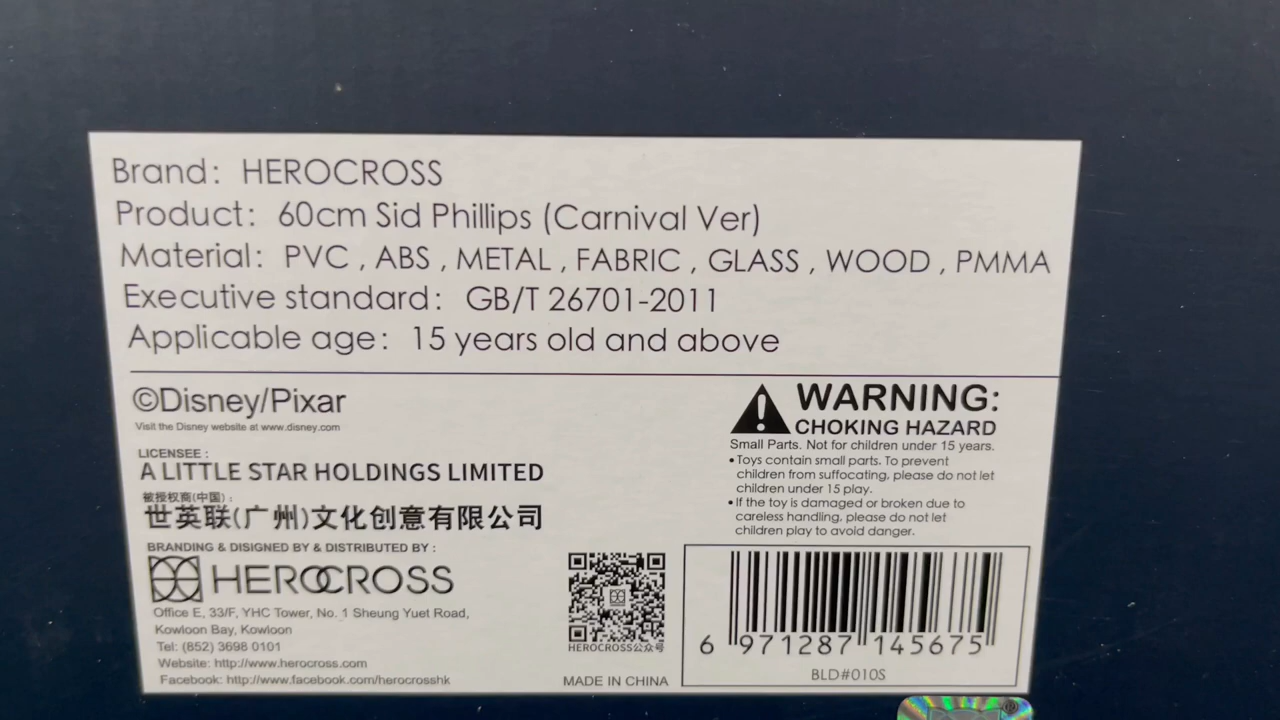 Brand: HEROCROSS
Product: 60cm Sid Phillips (Carnival Ver)
Material: PVC , ABS , METAL , FABRIC , GLASS , WOOD , PMMA
Executive standard: GB/T 26701-2011
Applicable age: 15 years old and above
©Disney/Pixar
Visit the Disney website at www.disney.com
LICENSEE :
A LITTLE STAR HOLDINGS LIMITED
被授权商(中国) :
世英联(广州)文化创意有限公司
BRANDING & DISIGNED BY & DISTRIBUTED BY :
HEROCROSS
Office E, 33/F, YHC Tower, No. 1 Sheung Yuet Road,
Kowloon Bay, Kowloon
Tel: (852) 3698 0101
Website: http://www.herocross.com
Facebook: http://www.facebook.com/herocrosshk
HEROCROSS公众号
MADE IN CHINA
WARNING:
CHOKING HAZARD
Small Parts. Not for children under 15 years.
•Toys contain small parts. To prevent
children from suffocating, please do not let
children under 15 play.
•If the toy is damaged or broken due to
careless handling, please do not let
children play to avoid danger.
6 971287 145675
BLD#010S